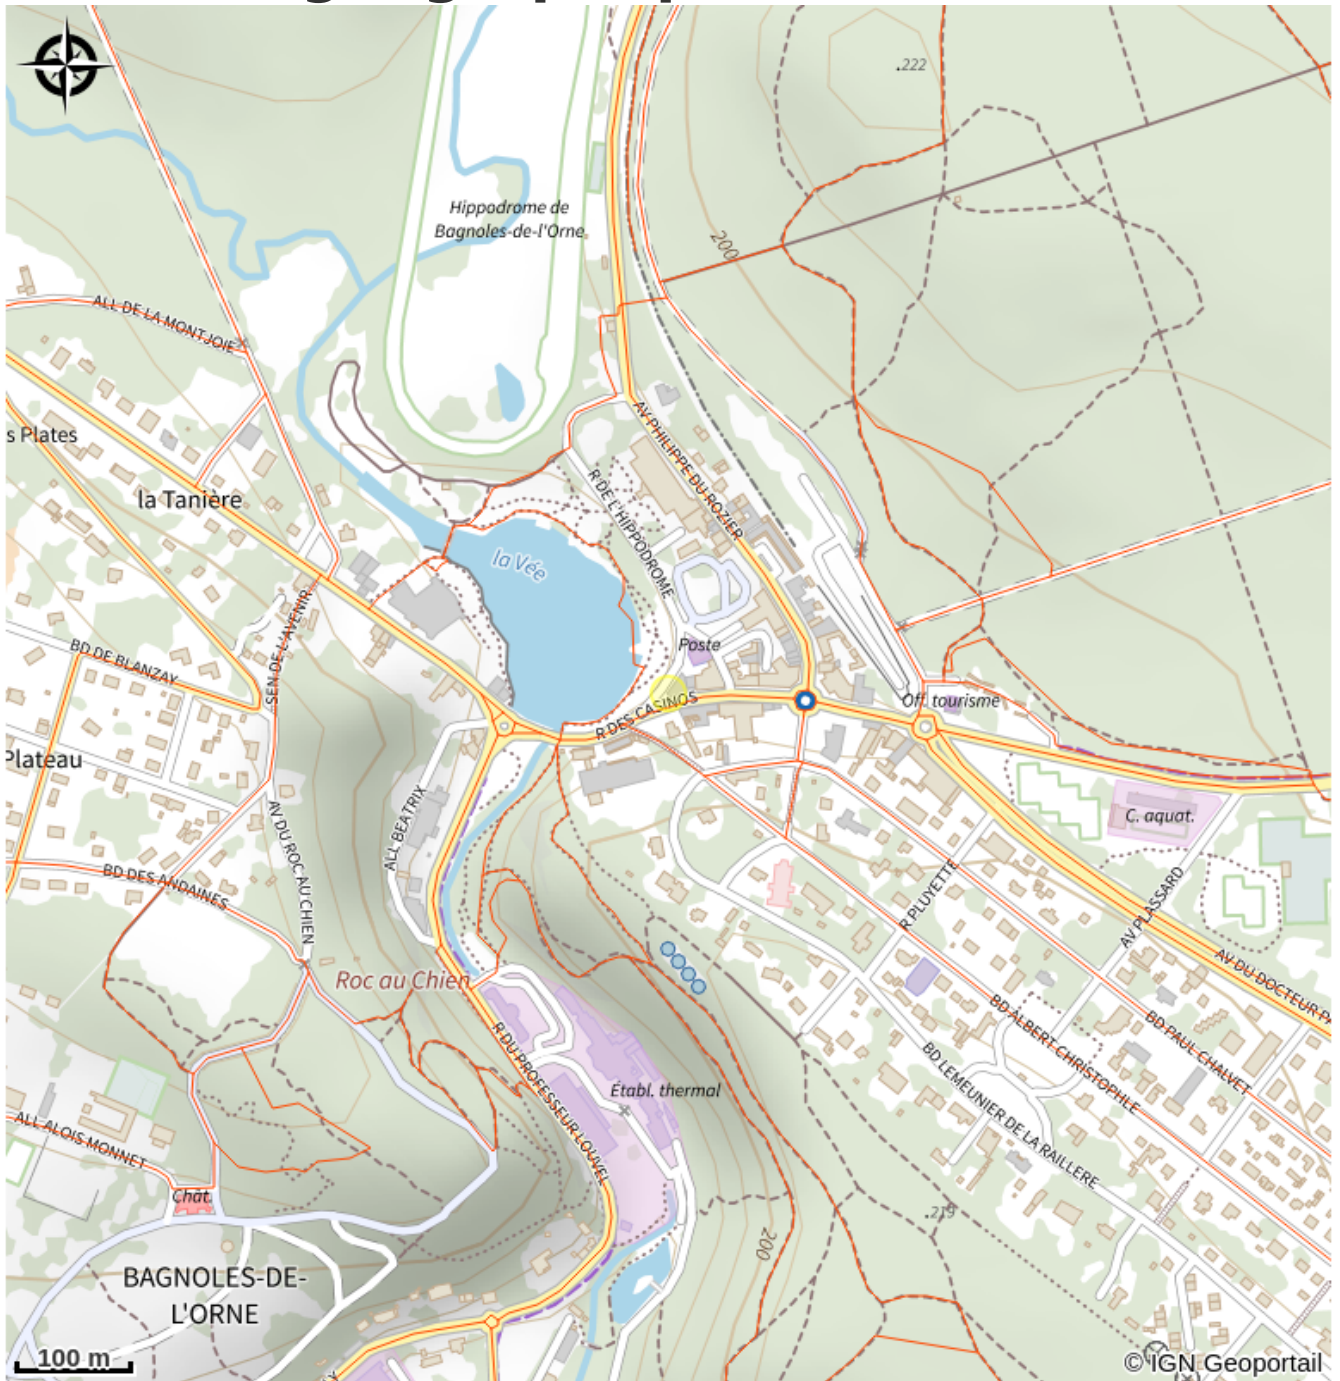 .222
Hippodrome de
Bagnoles-de-l'Orne
200
ALL DE LA MONTJOIE
s Plates
AV PHILIPPE DU ROZIER
la Tanière
R DE L'HIPPODROME
la Vée
SEN DE L'AVENIR
BD DE BLANZAY
Poste
R DES CASINOS
Off. tourisme
Plateau
ALL BEATRIX
C. aquat.
AV DU ROC AU CHIEN
BD DES ANDAINES
R PLUYETTE
AV PLASSARD
Roc au Chien
AV DU DOCTEUR PA
BD ALBERT CHRISTOPHLE
BD PAUL CHALVET
R DU PROFESSEUR LOUVEL
Établ. thermal
BD LEMEUNIER DE LA RAILLERE
ALL ALOIS MONNET
Chât.
.219
200
BAGNOLES-DE-
L'ORNE
100 m
© IGN Geoportail